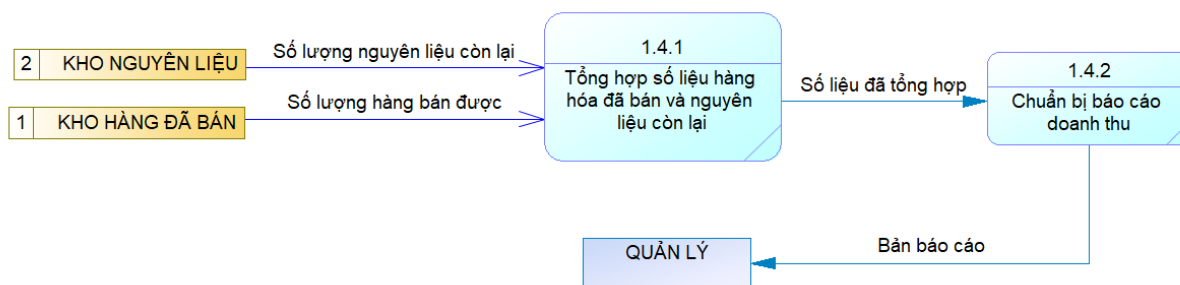 2 KHO NGUYÊN LIỆU
Số lượng nguyên liệu còn lại
1 KHO HÀNG ĐÃ BÁN
Số lượng hàng bán được
1.4.1
Tổng hợp số liệu hàng
hóa đã bán và nguyên
liệu còn lại
Số liệu đã tổng hợp
1.4.2
Chuẩn bị báo cáo
doanh thu
Bản báo cáo
QUẢN LÝ